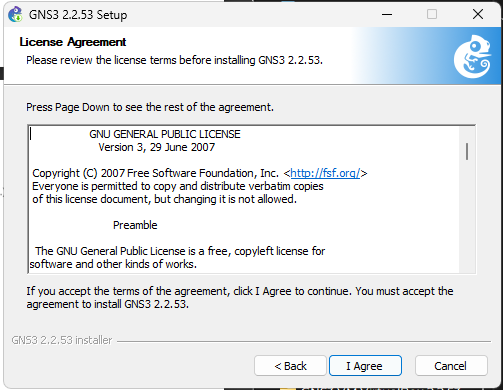 GNS3 2.2.53 Setup
License Agreement
Please review the license terms before installing GNS3 2.2.53.
Press Page Down to see the rest of the agreement.
GNU GENERAL PUBLIC LICENSE
Version 3, 29 June 2007
Copyright (C) 2007 Free Software Foundation, Inc. <http://fsf.org/>
Everyone is permitted to copy and distribute verbatim copies
of this license document, but changing it is not allowed.
Preamble
The GNU General Public License is a free, copyleft license for
software and other kinds of works.
If you accept the terms of the agreement, click I Agree to continue. You must accept the
agreement to install GNS3 2.2.53.
GNS3 2.2.53 installer
< Back
I Agree
Cancel